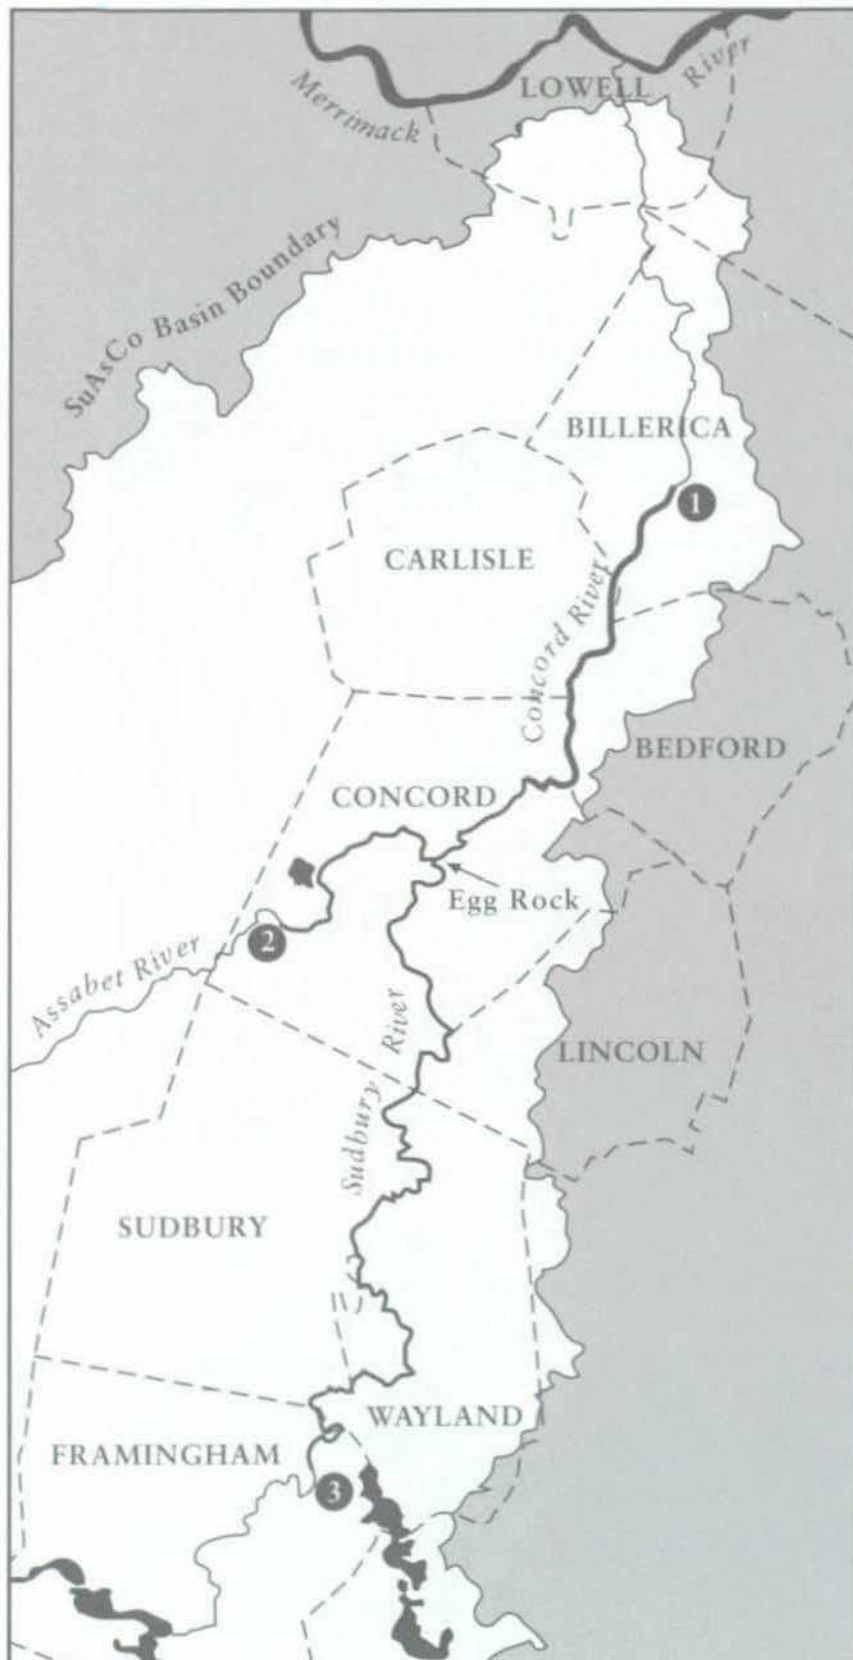 LOWELL
Merrimack River
SuAsCo Basin Boundary
BILLERICA
1
CARLISLE
Concord River
BEDFORD
CONCORD
Egg Rock
2
Assabet River
LINCOLN
Sudbury River
SUDBURY
WAYLAND
FRAMINGHAM
3